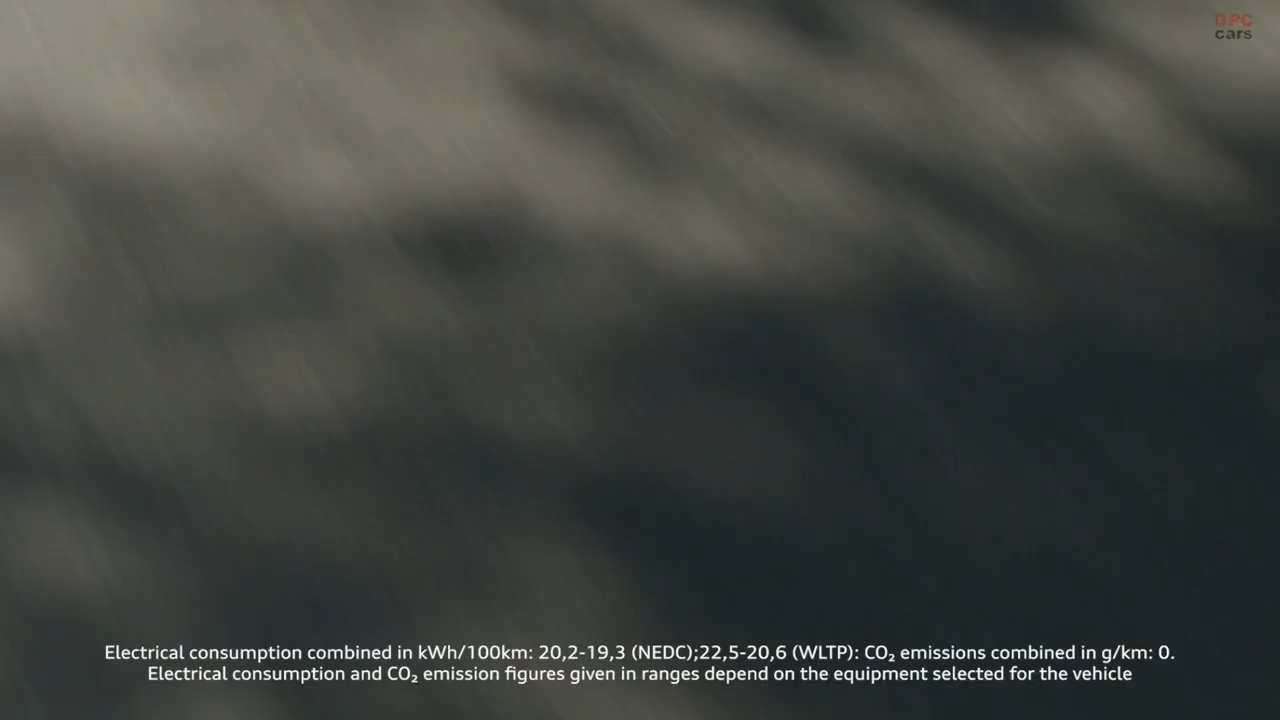 DPC
cars
Electrical consumption combined in kWh/100km: 20,2-19,3 (NEDC);22,5-20,6 (WLTP): CO₂ emissions combined in g/km: 0.
Electrical consumption and CO₂ emission figures given in ranges depend on the equipment selected for the vehicle